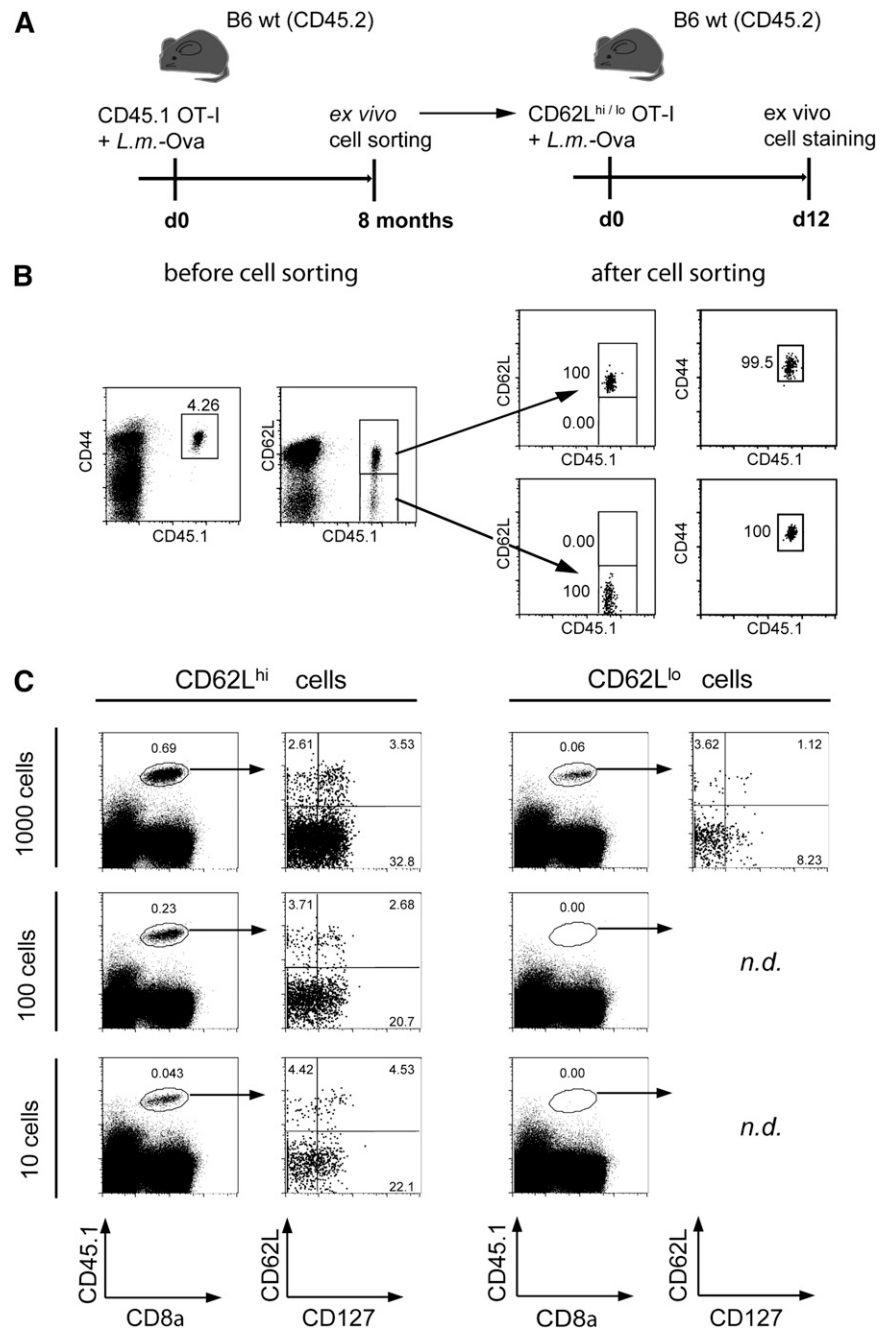 A
B6 wt (CD45.2)
B6 wt (CD45.2)
CD45.1 OT-I
+ L.m.-Ova
ex vivo
cell sorting
CD62Lhi / lo OT-I
+ L.m.-Ova
ex vivo
cell staining
d0
8 months
d0
d12
B
before cell sorting
after cell sorting
4.26
CD44
CD45.1
CD62L
CD45.1
100
0.00
CD62L
CD45.1
99.5
CD44
CD45.1
0.00
100
CD62L
CD45.1
100
CD44
CD45.1
C
CD62Lhi cells
CD62Llo cells
1000 cells
0.69
2.61
3.53
32.8
0.06
3.62
1.12
8.23
100 cells
0.23
3.71
2.68
20.7
0.00
n.d.
10 cells
0.043
4.42
4.53
22.1
0.00
n.d.
CD45.1
CD8a
CD62L
CD127
CD45.1
CD8a
CD62L
CD127